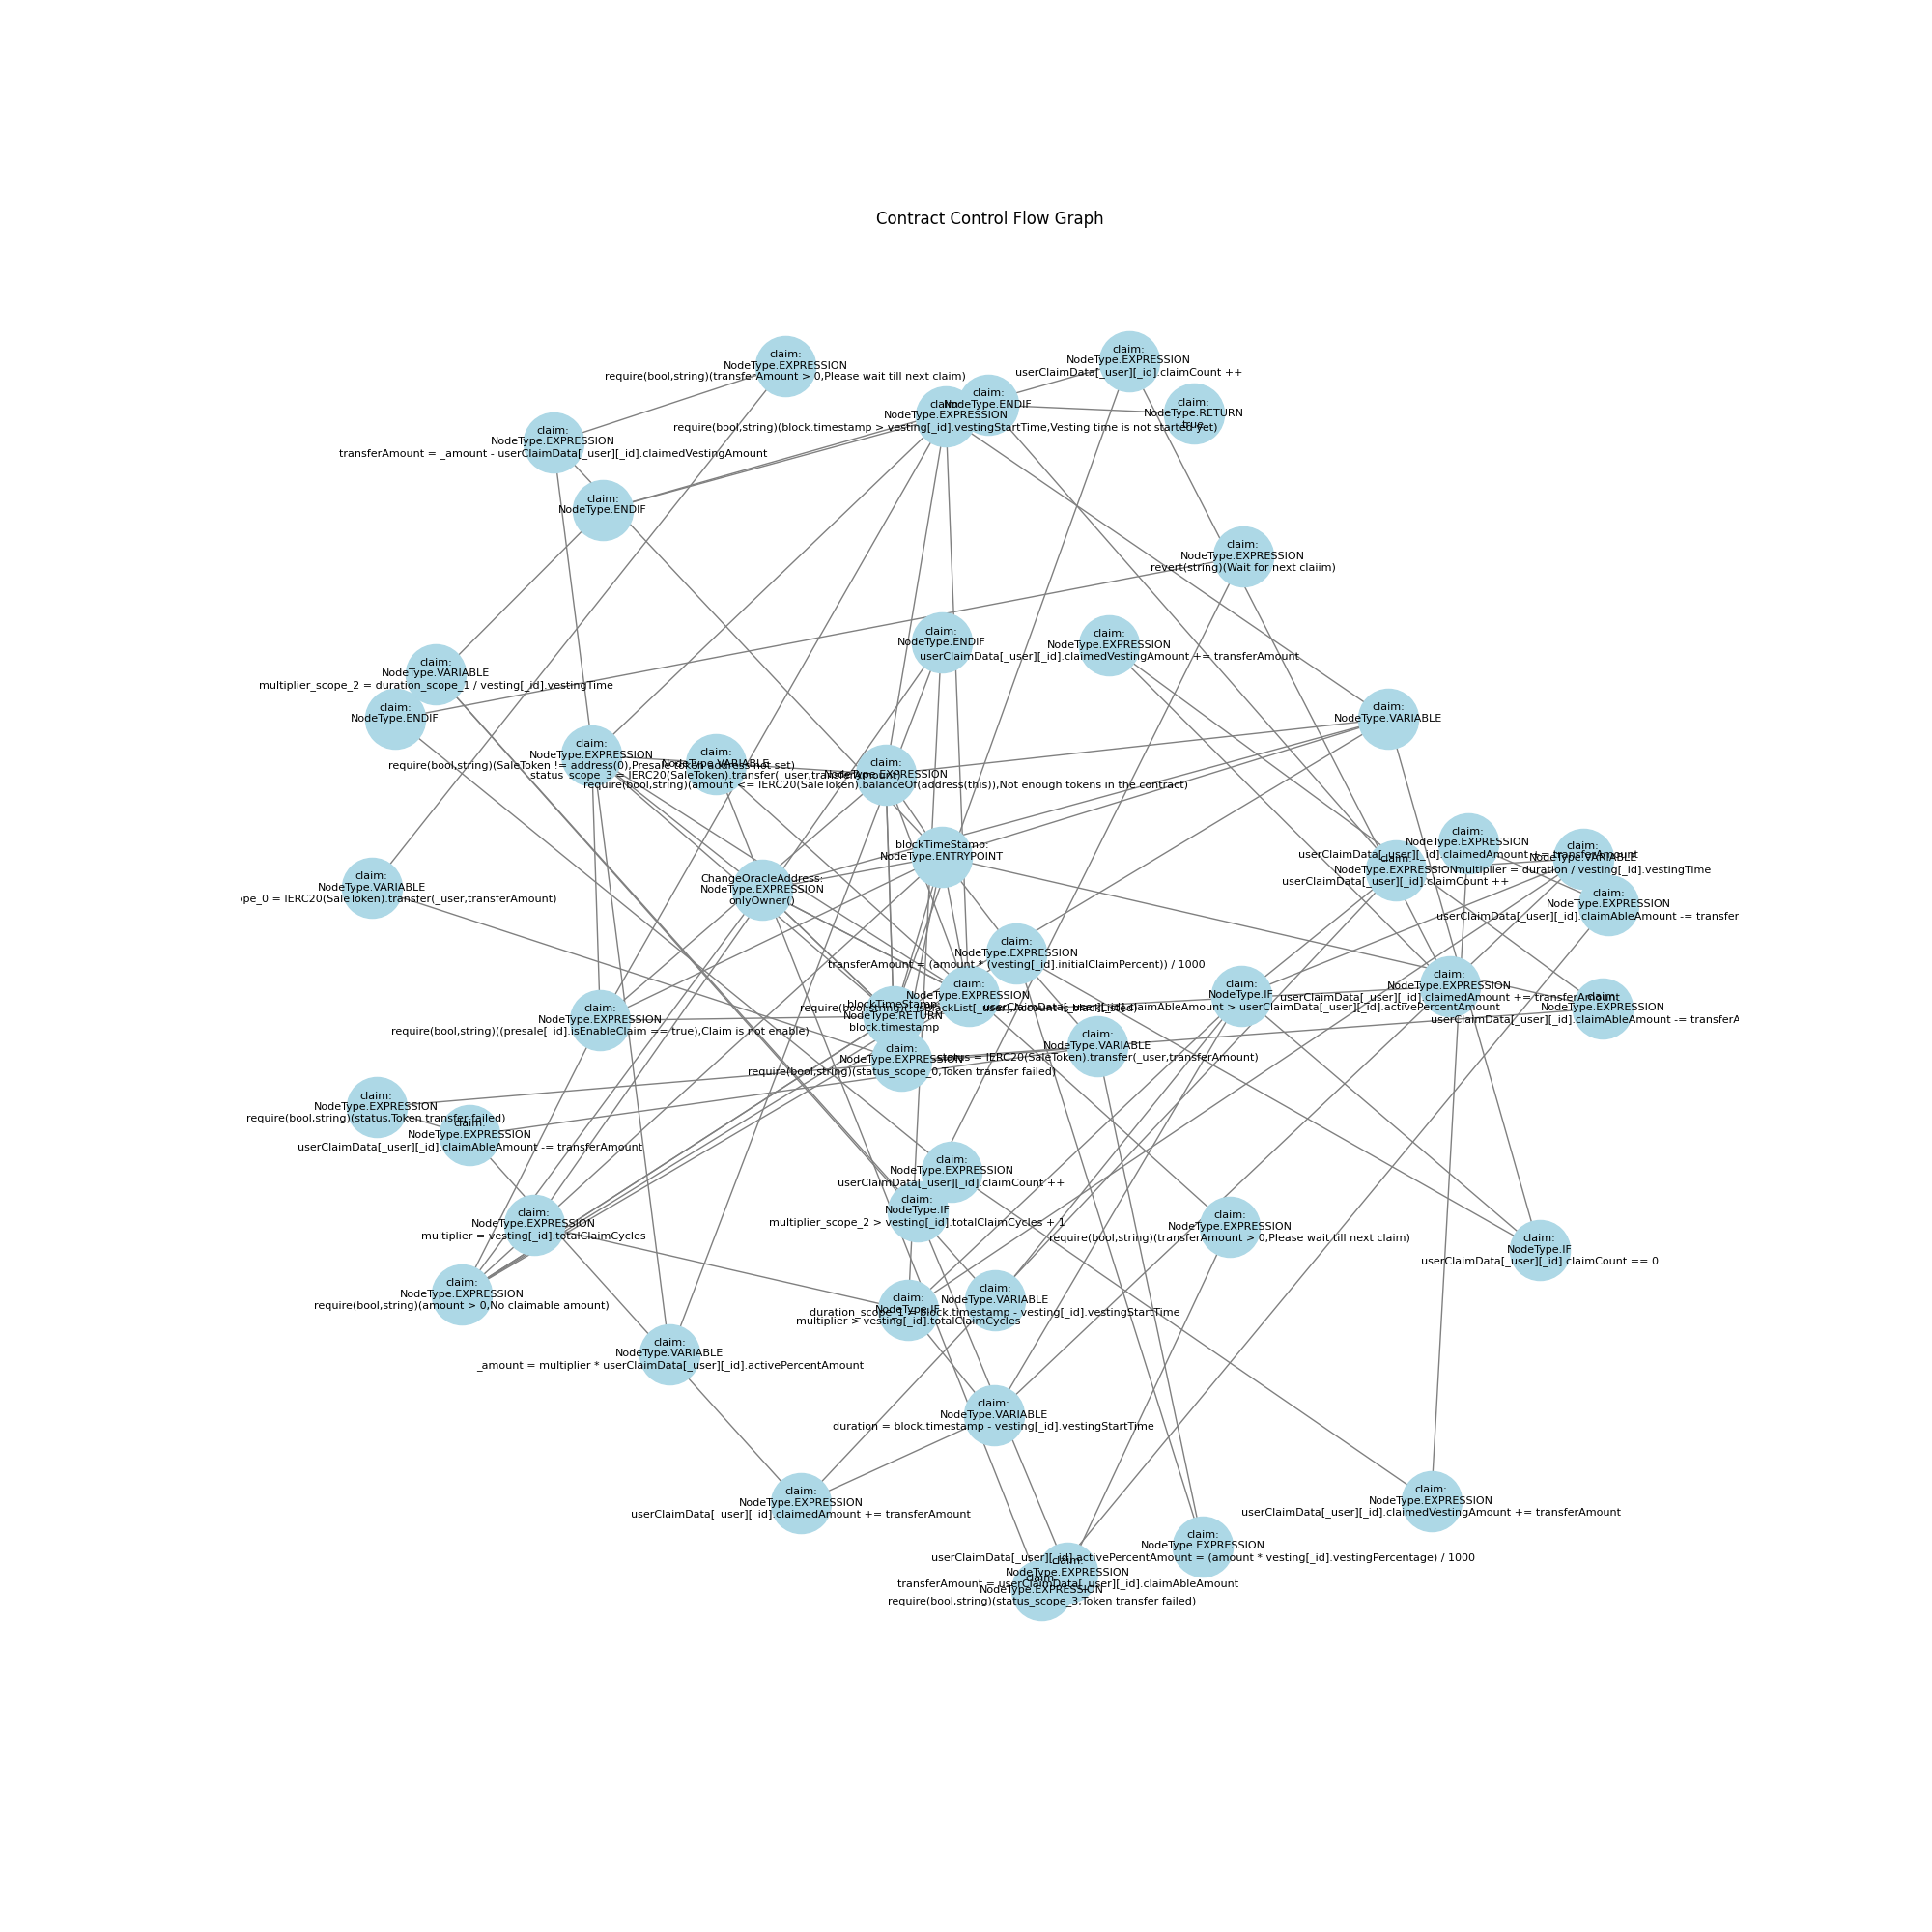 Contract Control Flow Graph
claim:
NodeType.EXPRESSION
userClaimData[_user][_id].claimCount ++
claim:
NodeType.EXPRESSION
require(bool,string)(transferAmount > 0,Please wait till next claim)
claim:
NodeType.ENDIF
claim:
NodeType.EXPRESSION
require(bool,string)(block.timestamp > vesting[_id].vestingStartTime,Vesting time is not started yet)
claim:
NodeType.RETURN
true
claim:
NodeType.EXPRESSION
transferAmount = _amount - userClaimData[_user][_id].claimedVestingAmount
claim:
NodeType.ENDIF
claim:
NodeType.EXPRESSION
revert(string)(Wait for next claiim)
claim:
NodeType.ENDIF
claim:
NodeType.EXPRESSION
userClaimData[_user][_id].claimedVestingAmount += transferAmount
claim:
NodeType.VARIABLE
multiplier_scope_2 = duration_scope_1 / vesting[_id].vestingTime
claim:
NodeType.ENDIF
claim:
NodeType.VARIABLE
claim:
NodeType.EXPRESSION
require(bool,string)(SaleToken != address(0),Presale token address not set)
claim:
NodeType.VARIABLE
status_scope_3 = IERC20(SaleToken).transfer(_user,transferAmount)
claim:
NodeType.EXPRESSION
require(bool,string)(amount <= IERC20(SaleToken).balanceOf(address(this)),Not enough tokens in the contract)
blockTimeStamp:
NodeType.ENTRYPOINT
claim:
NodeType.EXPRESSION
userClaimData[_user][_id].claimedAmount += transferAmount
claim:
NodeType.VARIABLE
multiplier = duration / vesting[_id].vestingTime
claim:
NodeType.EXPRESSION
userClaimData[_user][_id].claimCount ++
ChangeOracleAddress:
NodeType.EXPRESSION
onlyOwner()
claim:
NodeType.VARIABLE
pe_0 = IERC20(SaleToken).transfer(_user,transferAmount)
claim:
NodeType.EXPRESSION
userClaimData[_user][_id].claimAbleAmount -= transfer
claim:
NodeType.EXPRESSION
transferAmount = (amount * (vesting[_id].initialClaimPercent)) / 1000
claim:
NodeType.EXPRESSION
claim:
NodeType.IF
userClaimData[_user][_id].claimAbleAmount > userClaimData[_user][_id].activePercentAmount
claim:
NodeType.EXPRESSION
userClaimData[_user][_id].claimedAmount += transferAmount
claim:
NodeType.EXPRESSION
userClaimData[_user][_id].claimAbleAmount -= transferA
blockTimeStamp:
NodeType.RETURN
block.timestamp
claim:
NodeType.EXPRESSION
require(bool,string)((presale[_id].isEnableClaim == true),Claim is not enable)
claim:
NodeType.VARIABLE
status = IERC20(SaleToken).transfer(_user,transferAmount)
claim:
NodeType.EXPRESSION
require(bool,string)(status_scope_0,Token transfer failed)
claim:
NodeType.EXPRESSION
require(bool,string)(status,Token transfer failed)
claim:
NodeType.EXPRESSION
userClaimData[_user][_id].claimAbleAmount -= transferAmount
claim:
NodeType.EXPRESSION
userClaimData[_user][_id].claimCount ++
claim:
NodeType.IF
multiplier_scope_2 > vesting[_id].totalClaimCycles + 1
claim:
NodeType.EXPRESSION
multiplier = vesting[_id].totalClaimCycles
claim:
NodeType.EXPRESSION
require(bool,string)(transferAmount > 0,Please wait till next claim)
claim:
NodeType.IF
userClaimData[_user][_id].claimCount == 0
claim:
NodeType.EXPRESSION
require(bool,string)(amount > 0,No claimable amount)
claim:
NodeType.VARIABLE
duration_scope_1 = block.timestamp - vesting[_id].vestingStartTime
claim:
NodeType.IF
multiplier > vesting[_id].totalClaimCycles
claim:
NodeType.VARIABLE
_amount = multiplier * userClaimData[_user][_id].activePercentAmount
claim:
NodeType.VARIABLE
duration = block.timestamp - vesting[_id].vestingStartTime
claim:
NodeType.EXPRESSION
userClaimData[_user][_id].claimedAmount += transferAmount
claim:
NodeType.EXPRESSION
userClaimData[_user][_id].claimedVestingAmount += transferAmount
claim:
NodeType.EXPRESSION
userClaimData[_user][_id].activePercentAmount = (amount * vesting[_id].vestingPercentage) / 1000
claim:
NodeType.EXPRESSION
transferAmount = userClaimData[_user][_id].claimAbleAmount
claim:
NodeType.EXPRESSION
require(bool,string)(status_scope_3,Token transfer failed)